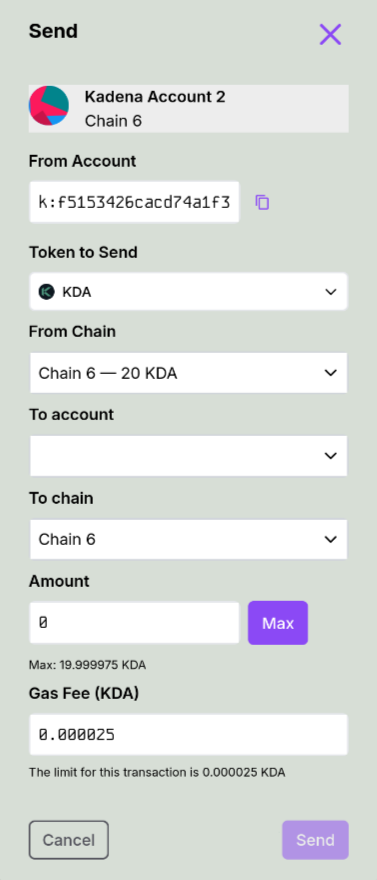 Send
Kadena Account 2
Chain 6
From Account
k:f5153426cacd74a1f3
Token to Send
KDA
From Chain
Chain 6 — 20 KDA
To account
To chain
Chain 6
Amount
0
Max
Max: 19.999975 KDA
Gas Fee (KDA)
0.000025
The limit for this transaction is 0.000025 KDA
Cancel
Send